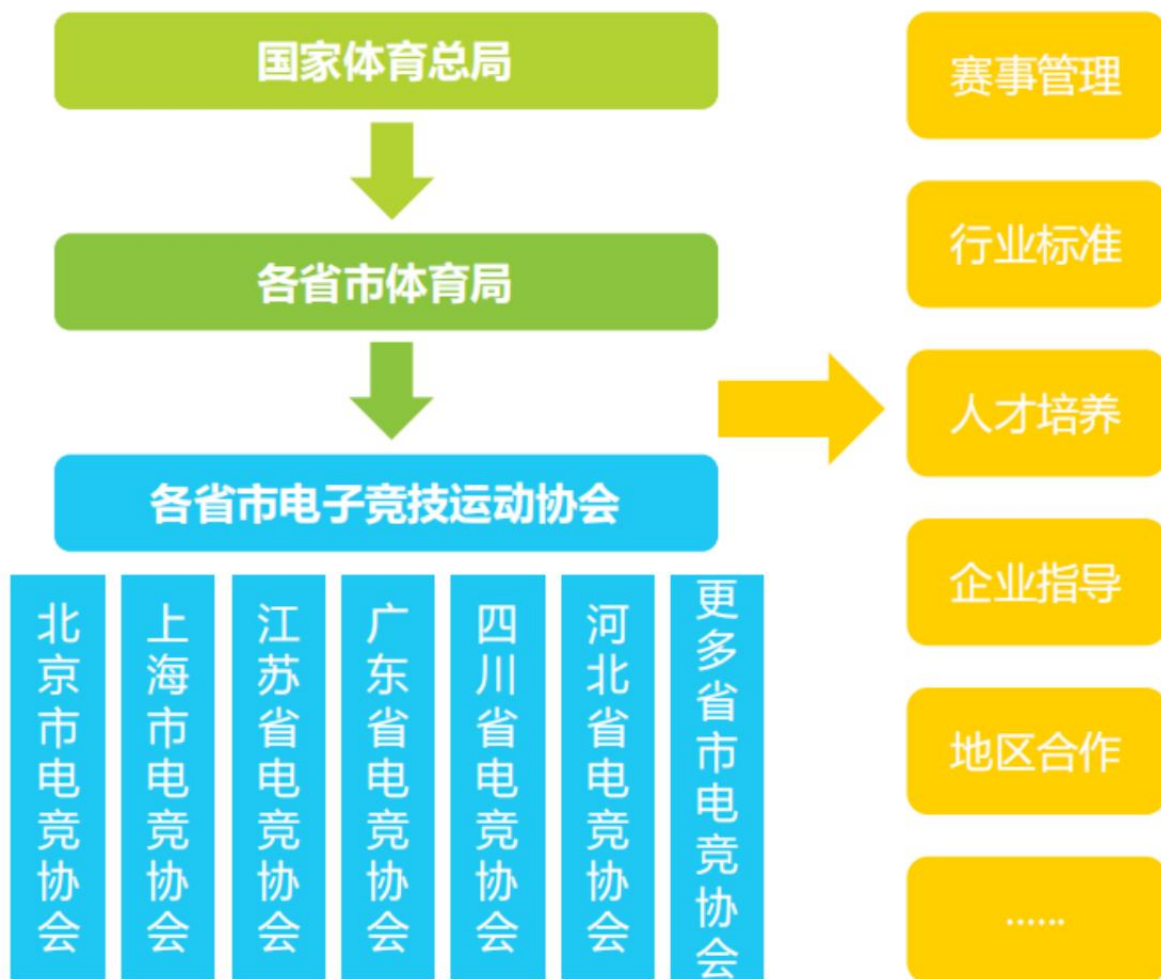 国家体育总局
各省市体育局
各省市电子竞技运动协会
北京市电竞协会
上海市电竞协会
江苏省电竞协会
广东省电竞协会
四川省电竞协会
河北省电竞协会
更多省市电竞协会
赛事管理
行业标准
人才培养
企业指导
地区合作
......